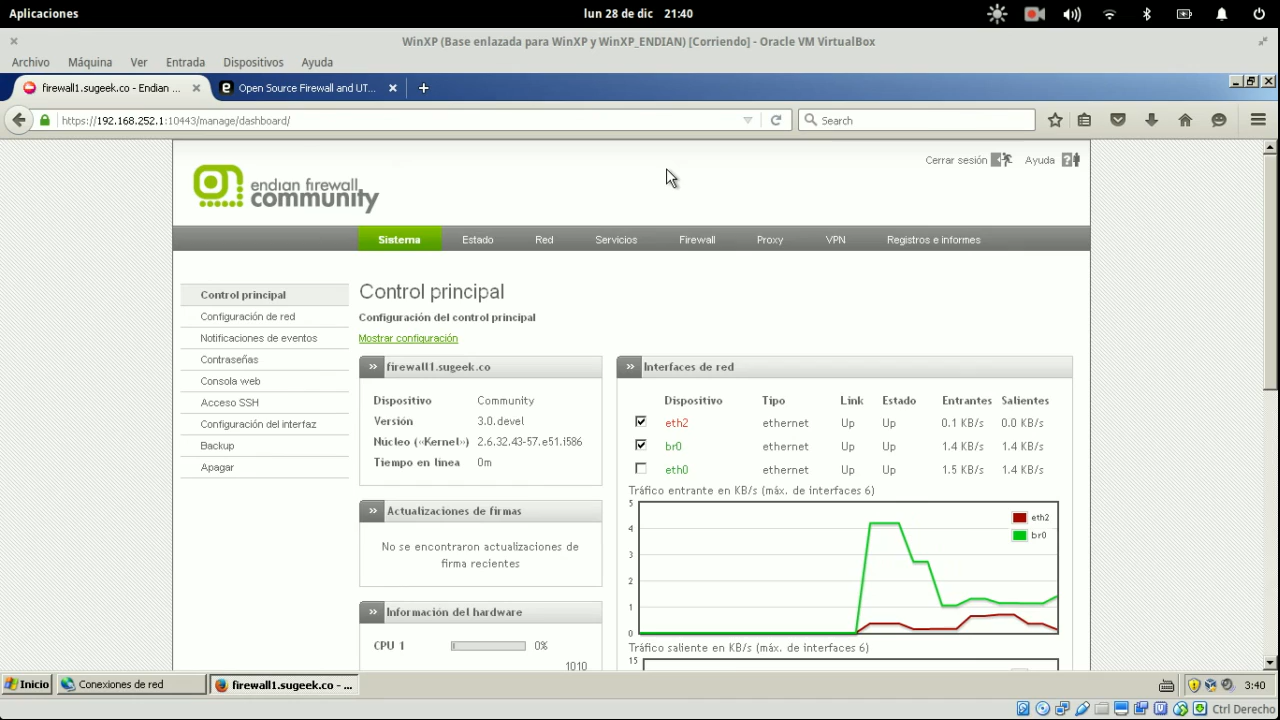 Aplicaciones
lun 28 de dic 21:40
WinXP (Base enlazada para WinXP y WinXP_ENDIAN) [Corriendo] - Oracle VM VirtualBox
Archivo Máquina Ver Entrada Dispositivos Ayuda
firewall1.sugeek.co - Endian ...
Open Source Firewall and UT...
https://192.168.252.1:10443/manage/dashboard/
Search
endian firewall
community
Cerrar sesión
Ayuda
Sistema Estado Red Servicios Firewall Proxy VPN Registros e informes
Control principal
Configuración de red
Notificaciones de eventos
Contraseñas
Consola web
Acceso SSH
Configuración del interfaz
Backup
Apagar
Control principal
Configuración del control principal
Mostrar configuración
firewall1.sugeek.co
Dispositivo Community
Versión 3.0.devel
Núcleo («Kernel») 2.6.32.43-57.e51.i586
Tiempo en línea 0m
Actualizaciones de firmas
No se encontraron actualizaciones de
firma recientes
Información del hardware
CPU 1 0%
1010
Interfaces de red
Dispositivo Tipo Link Estado Entrantes Salientes
eth2 ethernet Up Up 0.1 KB/s 0.0 KB/s
br0 ethernet Up Up 1.4 KB/s 1.4 KB/s
eth0 ethernet Up Up 1.5 KB/s 1.4 KB/s
Tráfico entrante en KB/s (máx. de interfaces 6)
5
4
3
2
1
0
eth2
br0
Tráfico saliente en KB/s (máx. de interfaces 6)
15
Inicio
Conexiones de red
firewall1.sugeek.co - ...
3:40
Ctrl Derecho